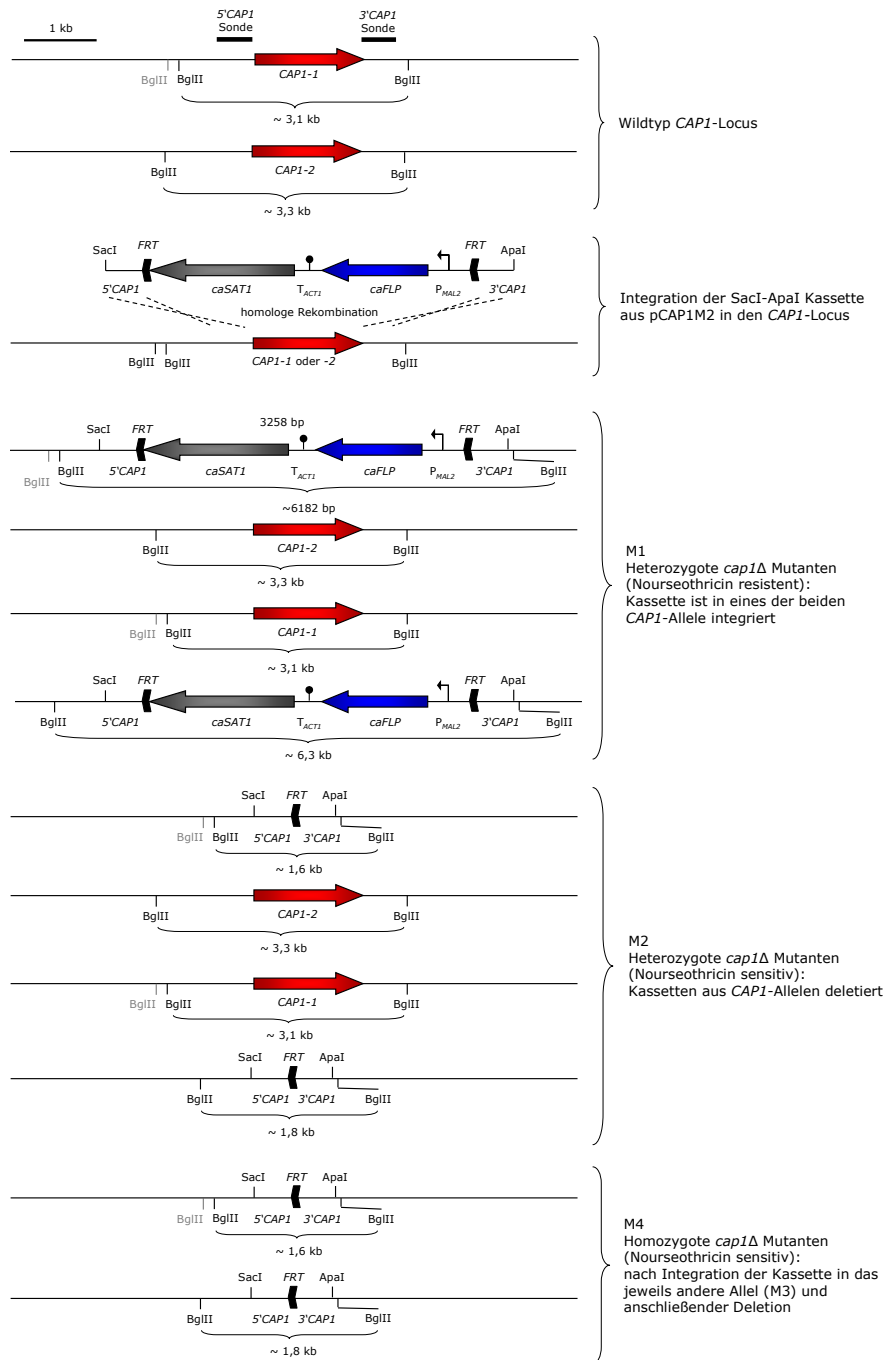 5'CAP1
Sonde
3'CAP1
Sonde
1 kb
BglII
BglII
CAP1-1
BglII
~ 3,1 kb
Wildtyp CAP1-Locus
BglII
CAP1-2
BglII
~ 3,3 kb
SacI
FRT
FRT
ApaI
5'CAP1
caSAT1
TACT1
caFLP
PMAL2
3'CAP1
homologe Rekombination
Integration der SacI-ApaI Kassette
aus pCAP1M2 in den CAP1-Locus
BglII
BglII
CAP1-1 oder -2
BglII
3258 bp
SacI
FRT
FRT
ApaI
BglII
BglII
5'CAP1
caSAT1
TACT1
caFLP
PMAL2
3'CAP1
BglII
~6182 bp
BglII
CAP1-2
BglII
~ 3,3 kb
M1
Heterozygote cap1Δ Mutanten
(Nourseothricin resistent):
Kassette ist in eines der beiden
CAP1-Allele integriert
BglII
BglII
CAP1-1
BglII
~ 3,1 kb
SacI
FRT
FRT
ApaI
BglII
5'CAP1
caSAT1
TACT1
caFLP
PMAL2
3'CAP1
BglII
~ 6,3 kb
SacI
FRT
ApaI
BglII
BglII
5'CAP1
3'CAP1
BglII
~ 1,6 kb
BglII
CAP1-2
BglII
~ 3,3 kb
M2
Heterozygote cap1Δ Mutanten
(Nourseothricin sensitiv):
Kassetten aus CAP1-Allelen deletiert
BglII
BglII
CAP1-1
BglII
~ 3,1 kb
SacI
FRT
ApaI
BglII
5'CAP1
3'CAP1
BglII
~ 1,8 kb
SacI
FRT
ApaI
BglII
BglII
5'CAP1
3'CAP1
BglII
~ 1,6 kb
M4
Homozygote cap1Δ Mutanten
(Nourseothricin sensitiv):
nach Integration der Kassette in das
jeweils andere Allel (M3) und
anschließender Deletion
SacI
FRT
ApaI
BglII
5'CAP1
3'CAP1
BglII
~ 1,8 kb